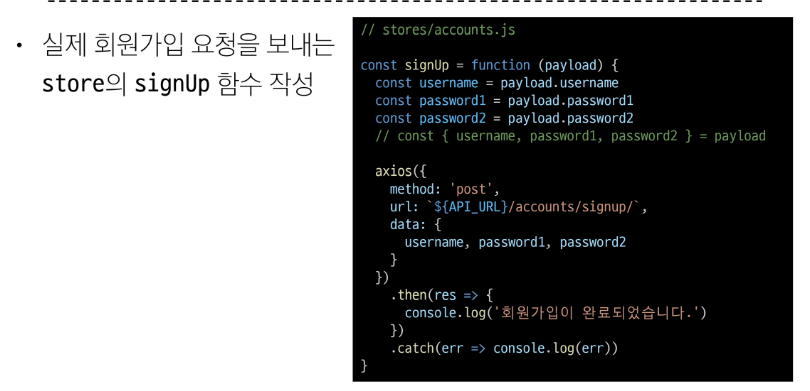 • 실제 회원가입 요청을 보내는
store의 signUp 함수 작성
// stores/accounts.js
const signUp = function (payload) {
  const username = payload.username
  const password1 = payload.password1
  const password2 = payload.password2
  // const { username, password1, password2 } = payload
  axios({
    method: 'post',
    url: `${API_URL}/accounts/signup/`,
    data: {
      username, password1, password2
    }
  })
    .then(res => {
      console.log('회원가입이 완료되었습니다.')
    })
    .catch(err => console.log(err))
}